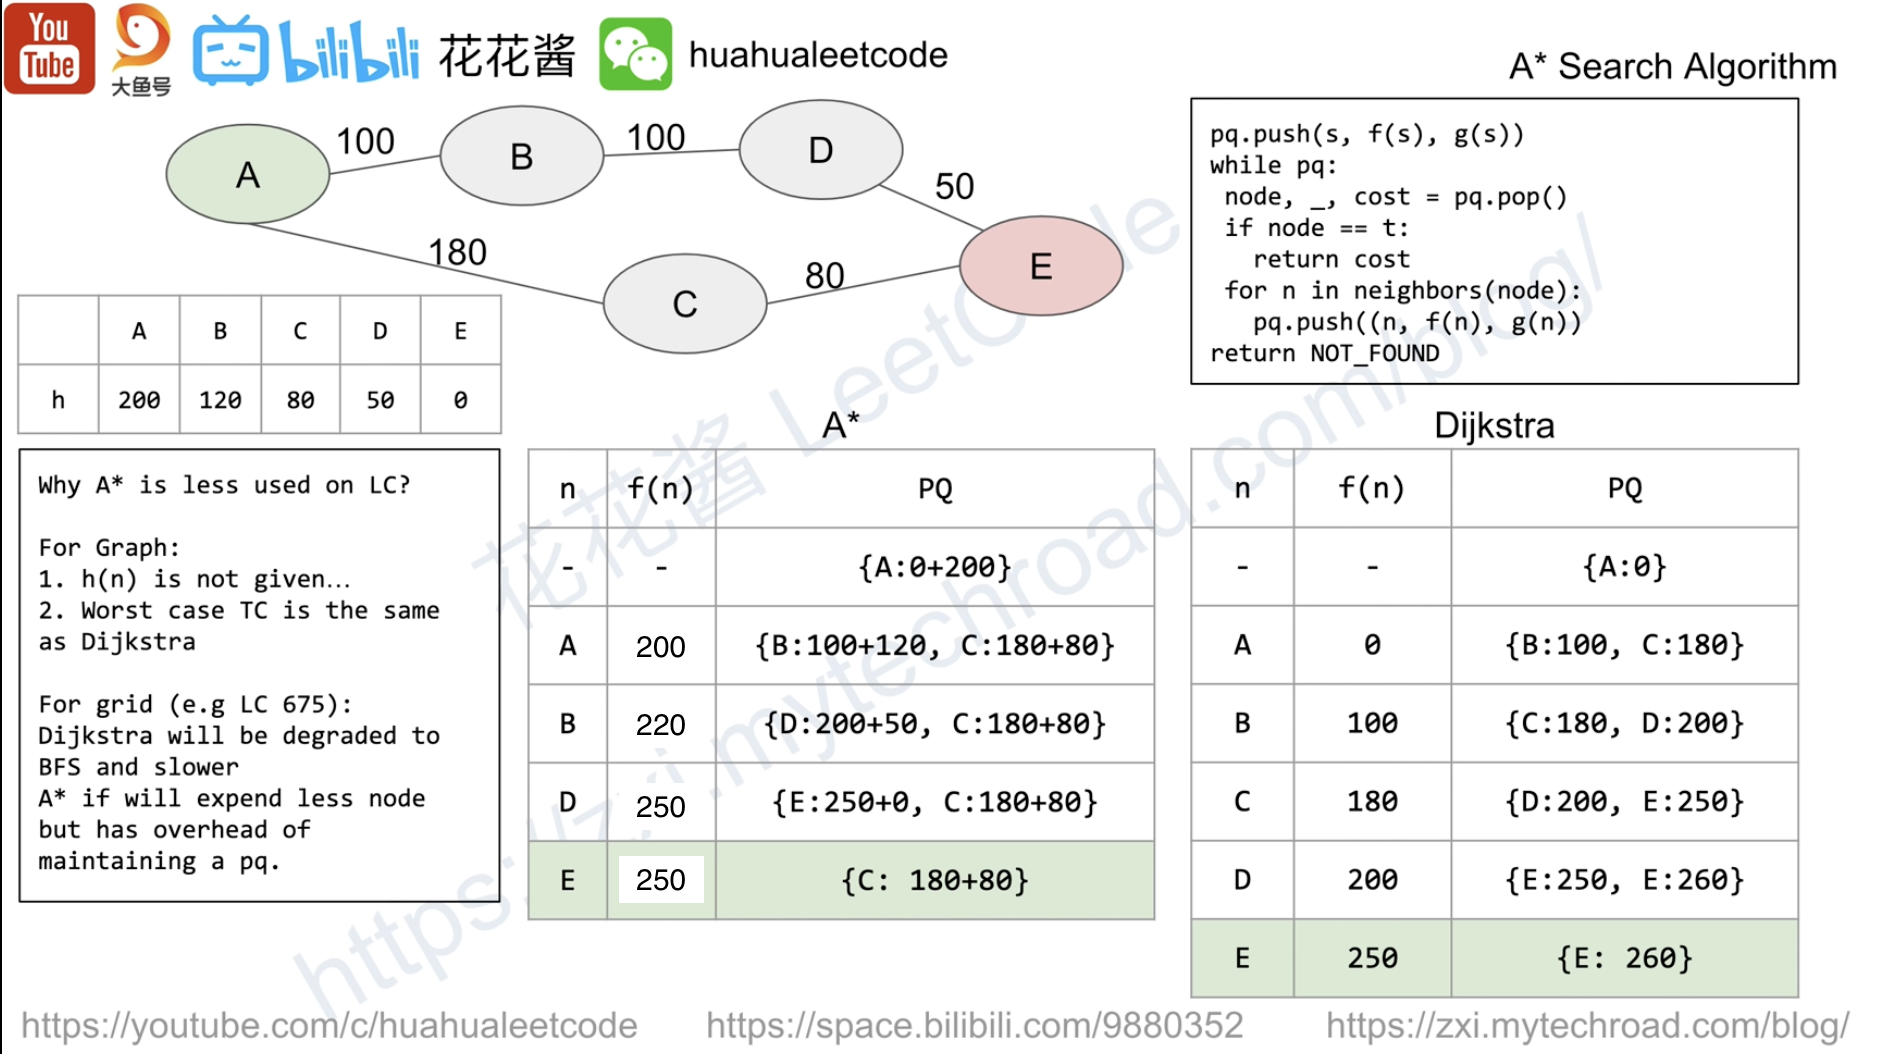 You
Tube
大鱼号
bilibili
花花酱
huahualeetcode
A* Search Algorithm
A
100
B
100
D
50
E
180
C
80
pq.push(s, f(s), g(s))
while pq:
node, _, cost = pq.pop()
if node == t:
return cost
for n in neighbors(node):
pq.push((n, f(n), g(n))
return NOT_FOUND
A B C D E
h 200 120 80 50 0
Why A* is less used on LC?
For Graph:
1. h(n) is not given…
2. Worst case TC is the same
as Dijkstra
For grid (e.g LC 675):
Dijkstra will be degraded to
BFS and slower
A* if will expend less node
but has overhead of
maintaining a pq.
A*
n f(n) PQ
- - {A:0+200}
A 200 {B:100+120, C:180+80}
B 220 {D:200+50, C:180+80}
D 250 {E:250+0, C:180+80}
E 250 {C: 180+80}
Dijkstra
n f(n) PQ
- - {A:0}
A 0 {B:100, C:180}
B 100 {C:180, D:200}
C 180 {D:200, E:250}
D 200 {E:250, E:260}
E 250 {E: 260}
花花酱 LeetCode
https://zxi.mytechroad.com/blog/
https://youtube.com/c/huahualeetcode
https://space.bilibili.com/9880352
https://zxi.mytechroad.com/blog/